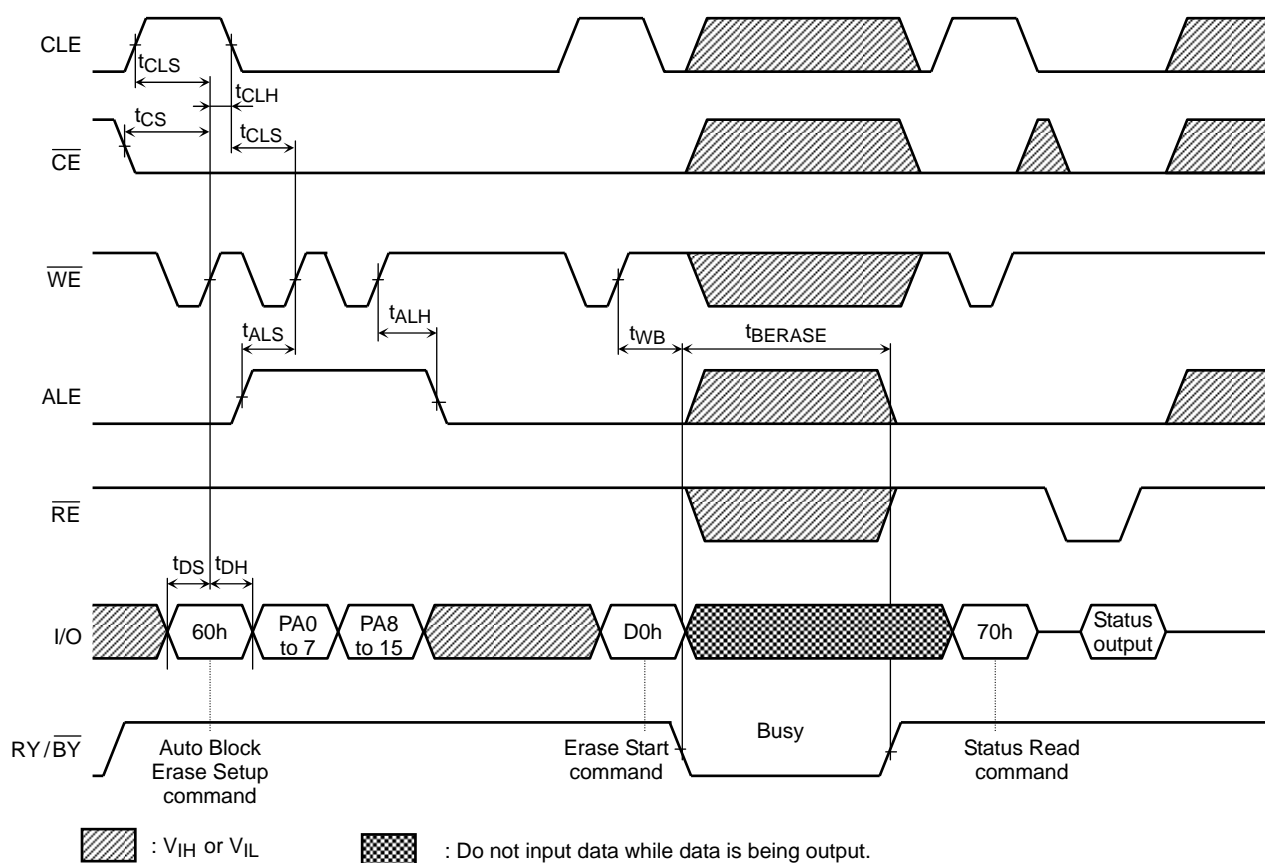 CLE
tCLS
tCLH
tCS
tCLS
CE
WE
tALS
tALH
tWB
tBERASE
ALE
RE
tDS
tDH
I/O
60h
PA0
to 7
PA8
to 15
D0h
70h
Status
output
RY/BY
Auto Block
Erase Setup
command
Erase Start
command
Busy
Status Read
command
: VIH or VIL
: Do not input data while data is being output.